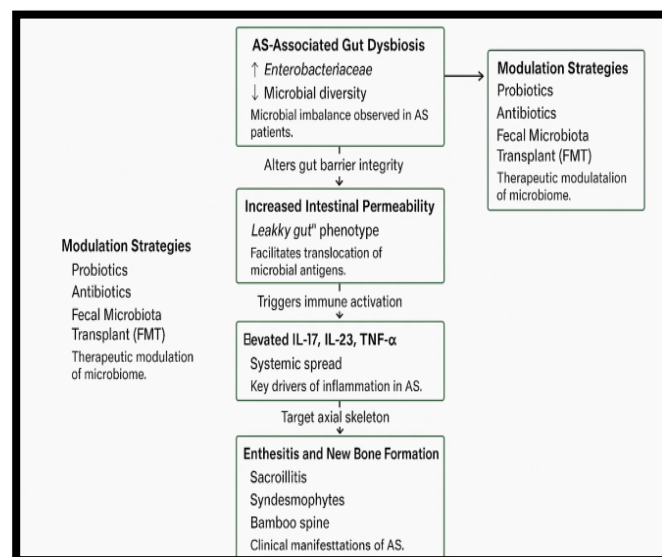 AS-Associated Gut Dysbiosis
↑ Enterobacteriaceae
↓ Microbial diversity
Microbial imbalance observed in AS
patients.
Modulation Strategies
Probiotics
Antibiotics
Fecal Microbiota
Transplant (FMT)
Therapeutic modulatalion
of microbiome.
Alters gut barrier integrity
Increased Intestinal Permeability
Leakky gut" phenotype
Facilitates translocation of
microbial antigens.
Triggers immune activation
Modulation Strategies
Probiotics
Antibiotics
Fecal Microbiota
Transplant (FMT)
Therapeutic modulation
of microbiome.
Elevated IL-17, IL-23, TNF-α
Systemic spread
Key drivers of inflammation in AS.
Target axial skeleton
Enthesitis and New Bone Formation
Sacroillitis
Syndesmophytes
Bamboo spine
Clinical manifesttations of AS.